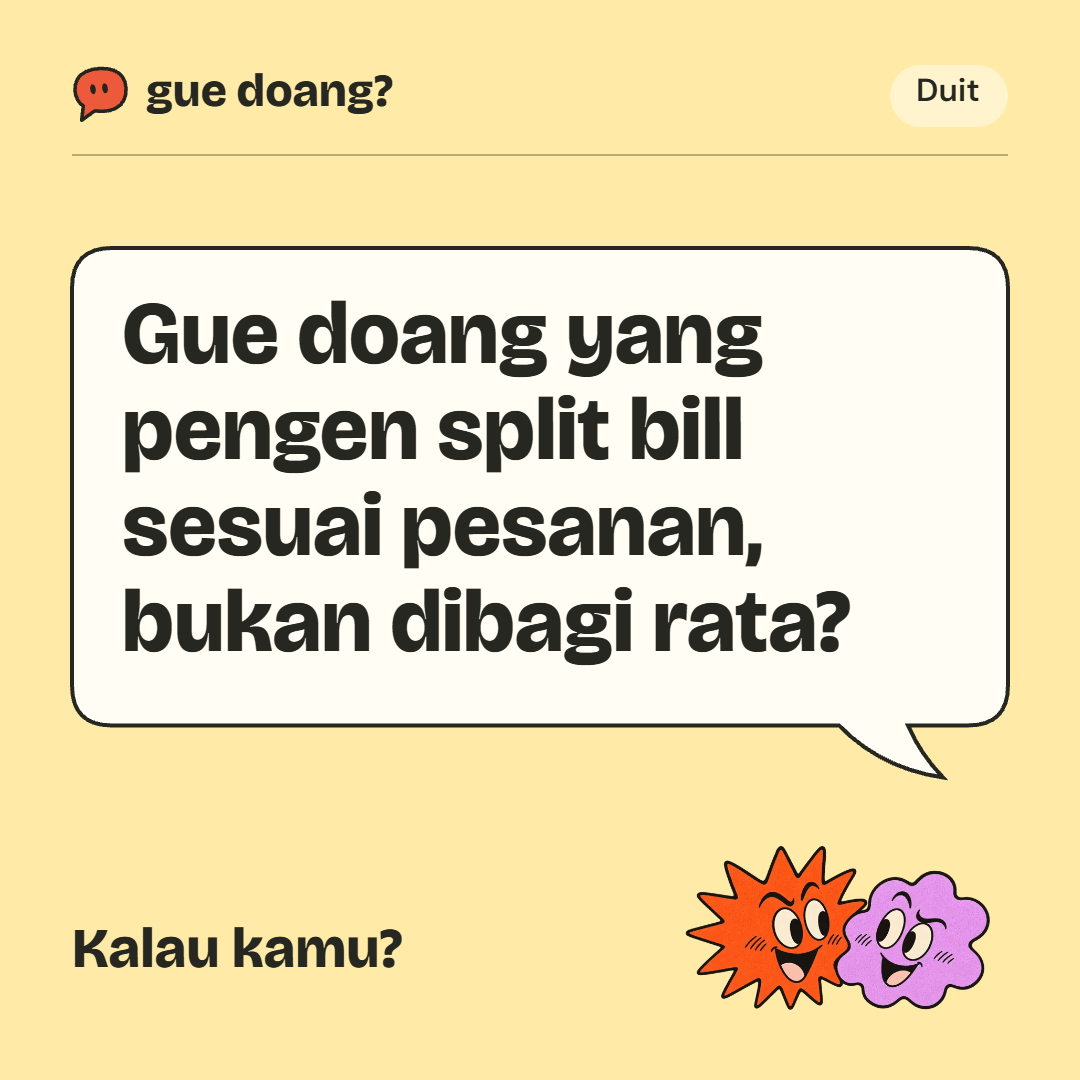 gue doang?
Duit
Gue doang yang
pengen split bill
sesuai pesanan,
bukan dibagi rata?
Kalau kamu?